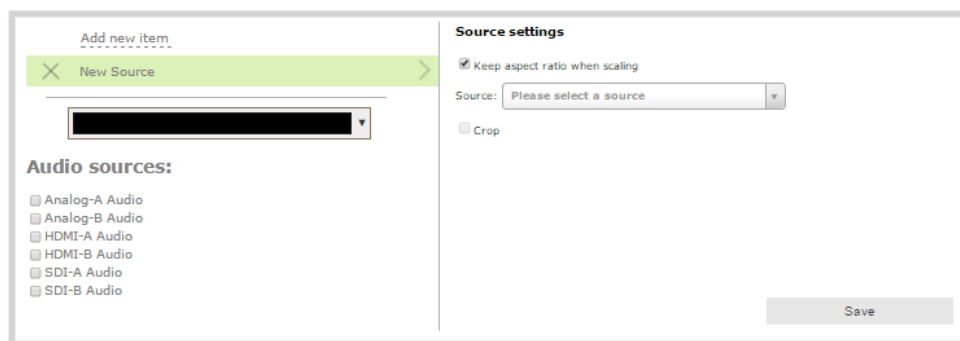 Add new item
New Source
Audio sources:
Analog-A Audio
Analog-B Audio
HDMI-A Audio
HDMI-B Audio
SDI-A Audio
SDI-B Audio
Source settings
Keep aspect ratio when scaling
Source: Please select a source
Crop
Save